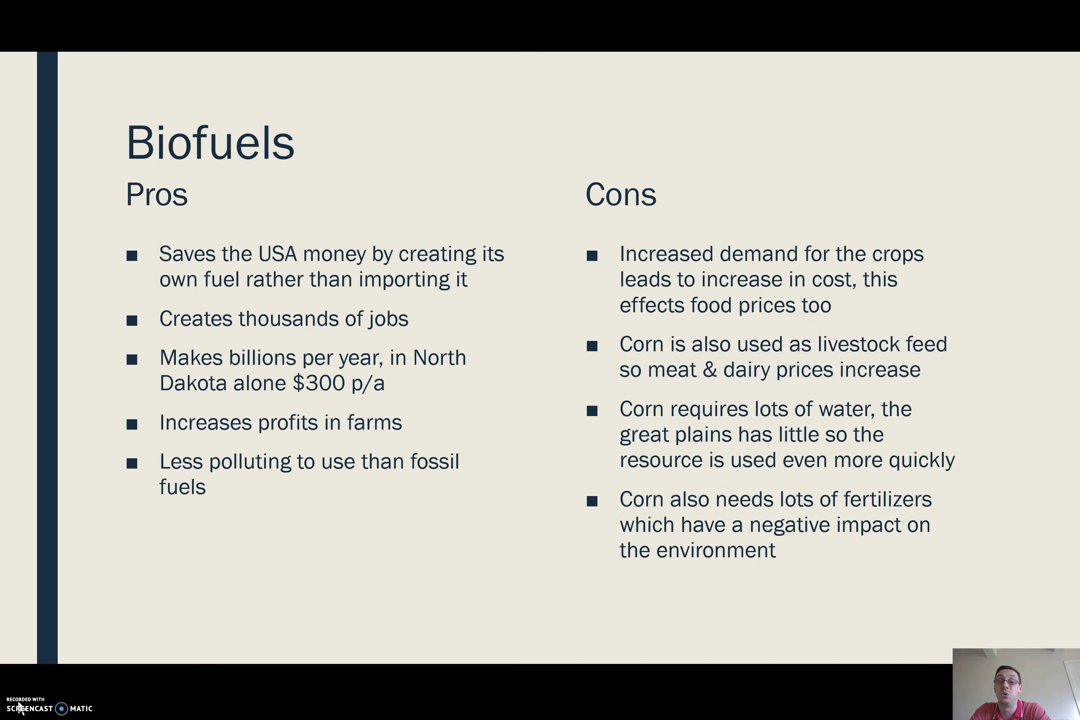 Biofuels
Pros
■ Saves the USA money by creating its
own fuel rather than importing it
■ Creates thousands of jobs
■ Makes billions per year, in North
Dakota alone $300 p/a
■ Increases profits in farms
■ Less polluting to use than fossil
fuels
Cons
■ Increased demand for the crops
leads to increase in cost, this
effects food prices too
■ Corn is also used as livestock feed
so meat & dairy prices increase
■ Corn requires lots of water, the
great plains has little so the
resource is used even more quickly
■ Corn also needs lots of fertilizers
which have a negative impact on
the environment
RECORDED WITH
SCREENCAST MATIC